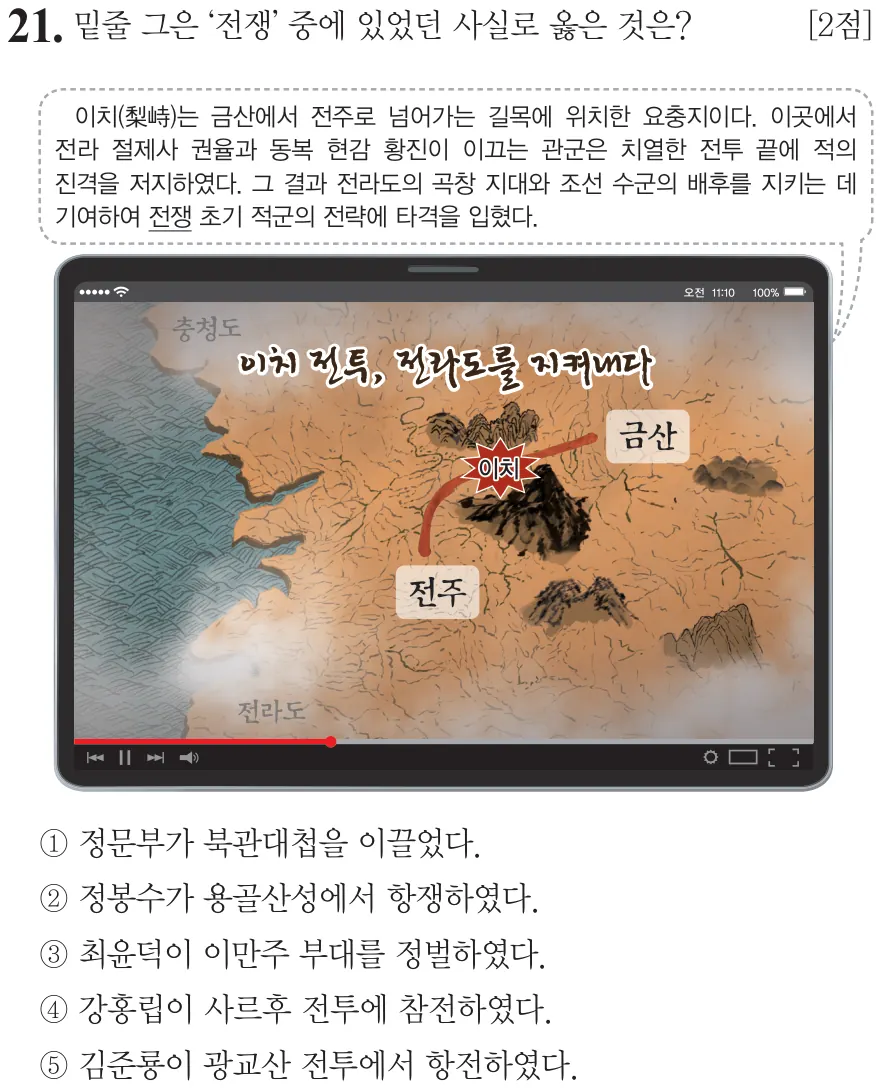 21. 밑줄 그은 ‘전쟁’ 중에 있었던 사실로 옳은 것은? [2점]
이치(梨峙)는 금산에서 전주로 넘어가는 길목에 위치한 요충지이다. 이곳에서
전라 절제사 권율과 동복 현감 황진이 이끄는 관군은 치열한 전투 끝에 적의
진격을 저지하였다. 그 결과 전라도의 곡창 지대와 조선 수군의 배후를 지키는 데
기여하여 전쟁 초기 적군의 전략에 타격을 입혔다.
오전 11:10 100%
충청도
이치 전투, 전라도를 지켜내다
금산
이치
전주
전라도
① 정문부가 북관대첩을 이끌었다.
② 정봉수가 용골산성에서 항쟁하였다.
③ 최윤덕이 이만주 부대를 정벌하였다.
④ 강홍립이 사르후 전투에 참전하였다.
⑤ 김준룡이 광교산 전투에서 항전하였다.